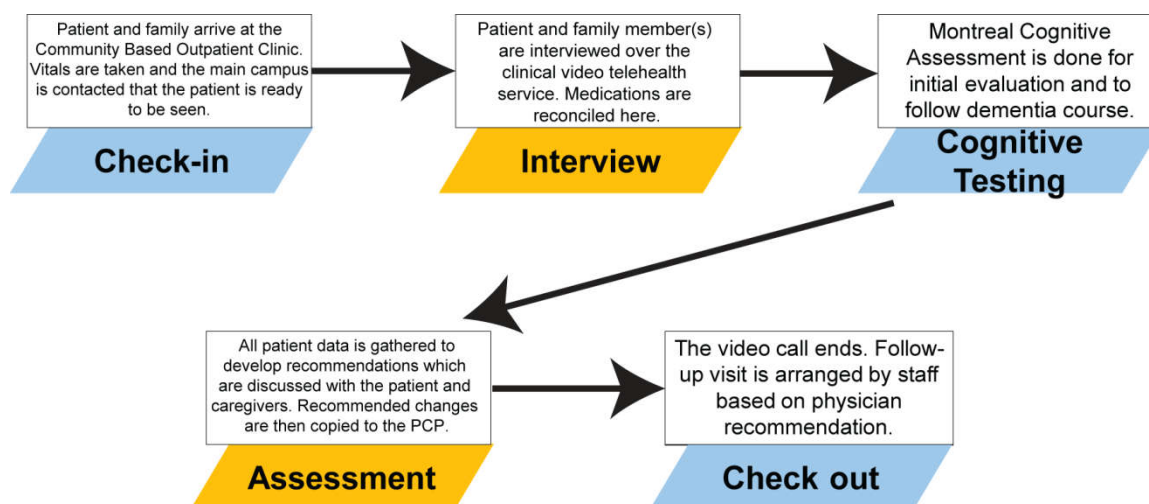 Patient and family arrive at the
Community Based Outpatient Clinic.
Vitals are taken and the main campus
is contacted that the patient is ready
to be seen.
Check-in
Patient and family member(s)
are interviewed over the
clinical video telehealth
service. Medications are
reconciled here.
Interview
Montreal Cognitive
Assessment is done for
initial evaluation and to
follow dementia course.
Cognitive
Testing
All patient data is gathered to
develop recommendations which
are discussed with the patient and
caregivers. Recommended changes
are then copied to the PCP.
Assessment
The video call ends. Follow-
up visit is arranged by staff
based on physician
recommendation.
Check out